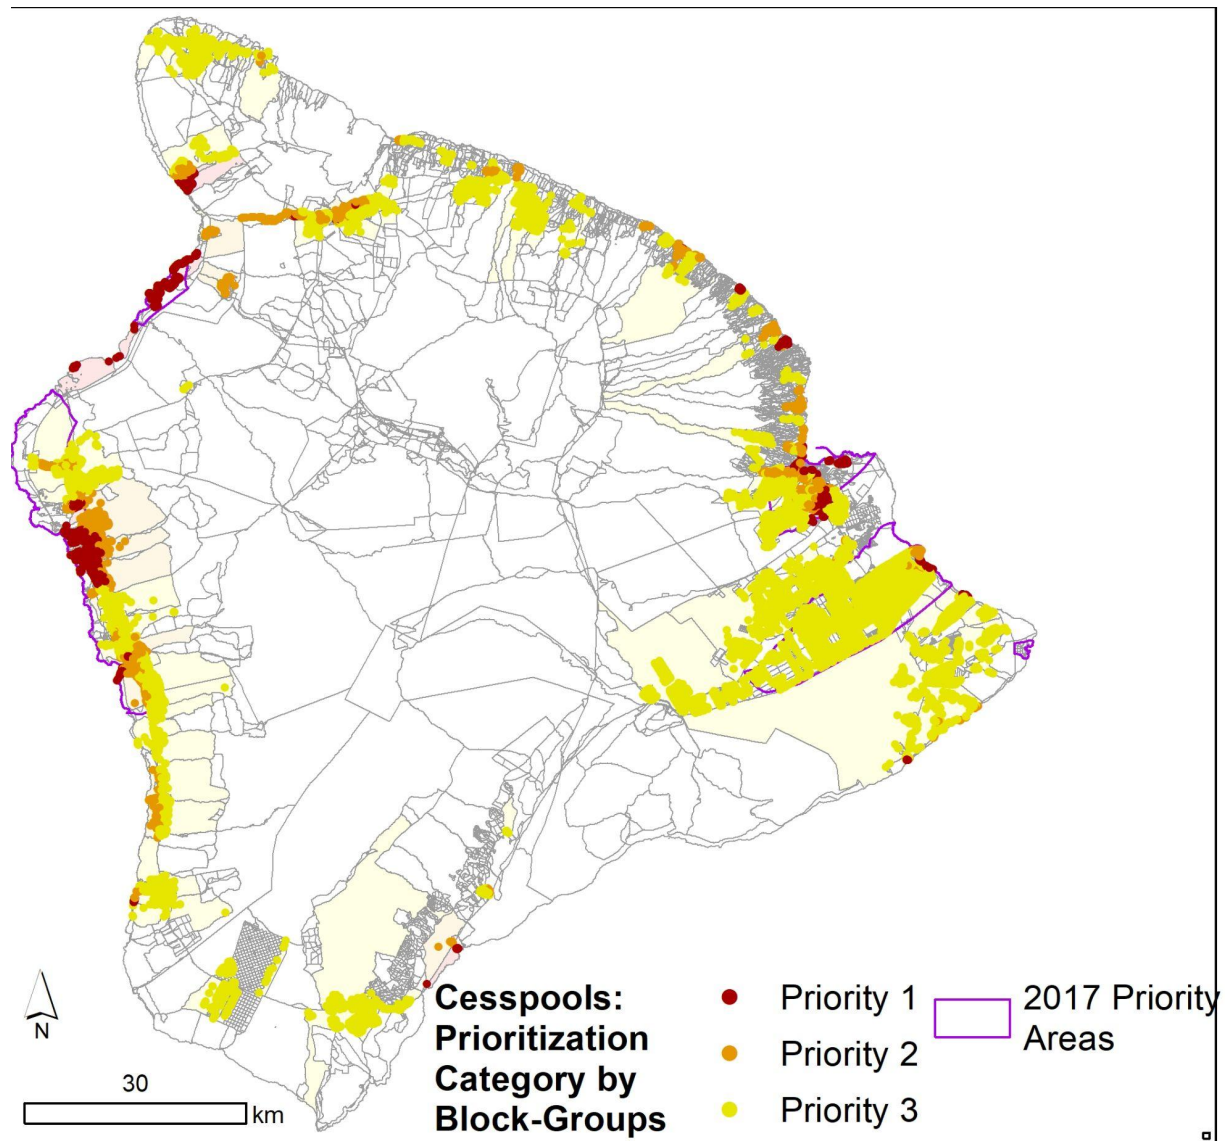 N
30
km
Cesspools:
Prioritization
Category by
Block-Groups
Priority 1
Priority 2
Priority 3
2017 Priority
Areas